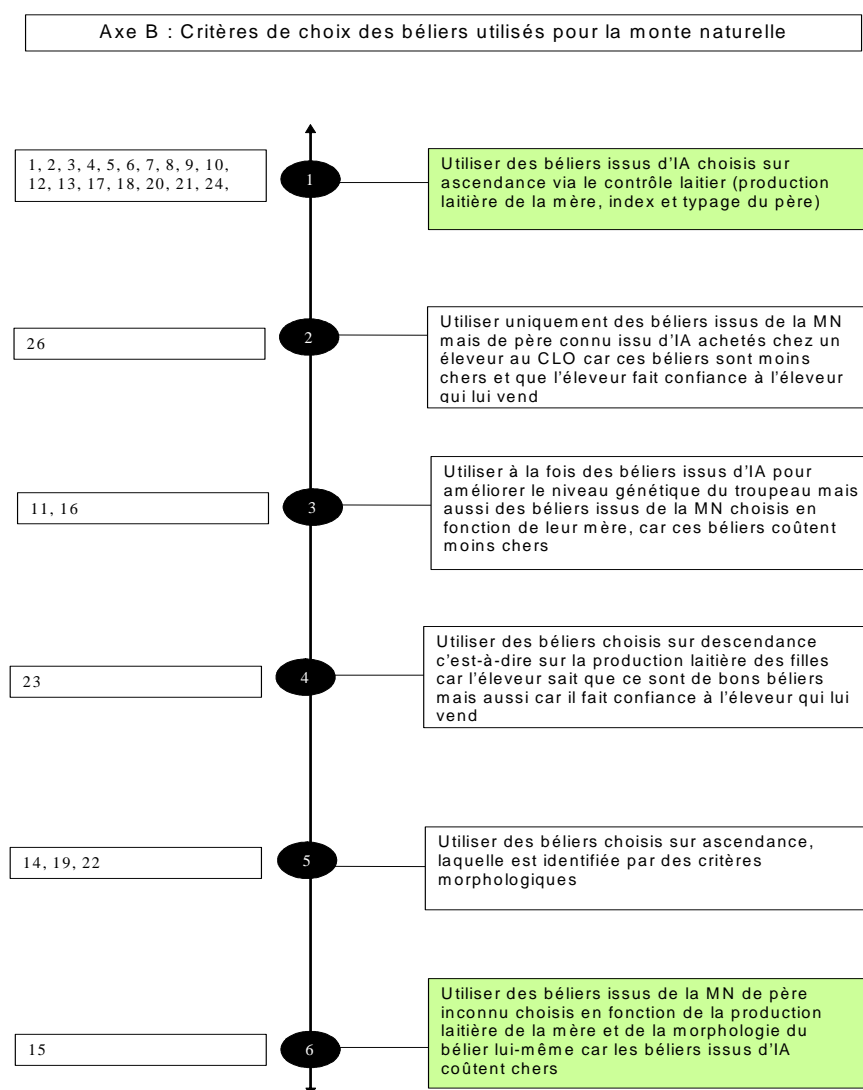 Axe B : Critères de choix des béliers utilisés pour la monte naturelle
1, 2, 3, 4, 5, 6, 7, 8, 9, 10,
12, 13, 17, 18, 20, 21, 24,
1
Utiliser des béliers issus d'IA choisis sur
ascendance via le contrôle laitier (production
laitière de la mère, index et typage du père)
26
2
Utiliser uniquement des béliers issus de la MN
mais de père connu issu d'IA achetés chez un
éleveur au CLO car ces béliers sont moins
chers et que l'éleveur fait confiance à l'éleveur
qui lui vend
11, 16
3
Utiliser à la fois des béliers issus d'IA pour
améliorer le niveau génétique du troupeau mais
aussi des béliers issus de la MN choisis en
fonction de leur mère, car ces béliers coûtent
moins chers
23
4
Utiliser des béliers choisis sur descendance
c'est-à-dire sur la production laitière des filles
car l'éleveur sait que ce sont de bons béliers
mais aussi car il fait confiance à l'éleveur qui lui
vend
14, 19, 22
5
Utiliser des béliers choisis sur ascendance,
laquelle est identifiée par des critères
morphologiques
15
6
Utiliser des béliers issus de la MN de père
inconnu choisis en fonction de la production
laitière de la mère et de la morphologie du
bélier lui-même car les béliers issus d'IA
coûtent chers